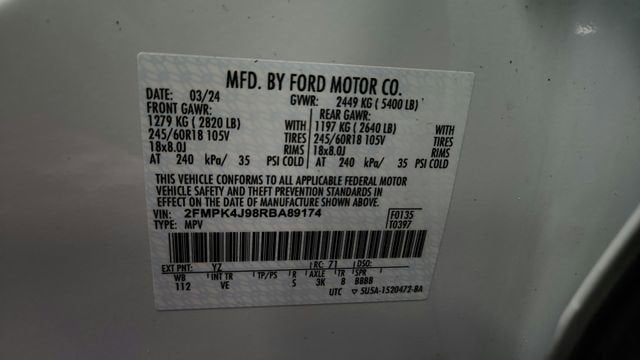 MFD. BY FORD MOTOR CO.
DATE: 03/24 GVWR: 2449 KG ( 5400 LB)
FRONT GAWR: REAR GAWR:
1279 KG ( 2820 LB) WITH 1197 KG ( 2640 LB) WITH
245/60R18 105V TIRES 245/60R18 105V TIRES
18x8.0J RIMS 18x8.0J RIMS
AT 240 kPa/ 35 PSI COLD AT 240 kPa/ 35 PSI COLD
THIS VEHICLE CONFORMS TO ALL APPLICABLE FEDERAL MOTOR
VEHICLE SAFETY AND THEFT PREVENTION STANDARDS IN
EFFECT ON THE DATE OF MANUFACTURE SHOWN ABOVE.
VIN: 2FMPK4J98RBA89174 F0135
TYPE: MPV T0397
EXT PNT: YZ RC: 71 DSO:
WB INT TR TP/PS R AXLE TR SPR
112 VE S 3K 8 BBBB
UTC ▽ 5U5A-1520472-BA